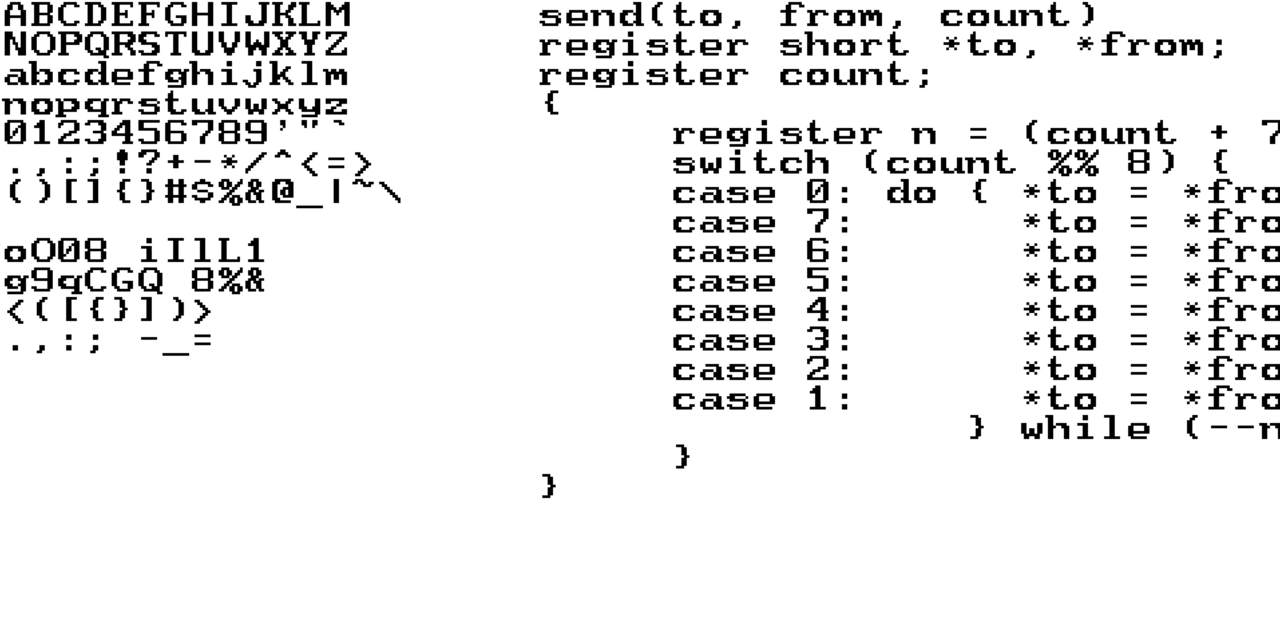 ABCDEFGHIJKLM
NOPQRSTUVWXYZ
abcdefghijklm
nopqrstuvwxyz
0123456789'"`
.,:;!?+-*/^<=>
()[]{}#$%&@_|~\
oO08 iIlL1
g9qCGQ 8%&
<([{}])>
.,:; -_=
send(to, from, count)
register short *to, *from;
register count;
{
     register n = (count + 7
     switch (count %% 8) {
     case 0: do { *to = *fro
     case 7:      *to = *fro
     case 6:      *to = *fro
     case 5:      *to = *fro
     case 4:      *to = *fro
     case 3:      *to = *fro
     case 2:      *to = *fro
     case 1:      *to = *fro
                } while (--n
     }
}